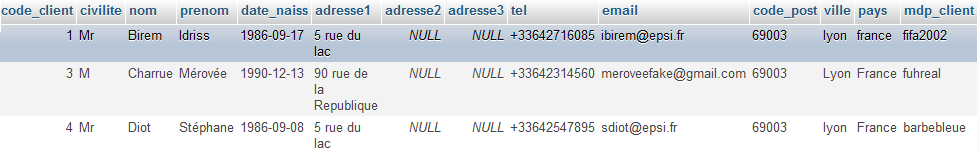 code_client civilite nom prenom date_naiss adresse1 adresse2 adresse3 tel email code_post ville pays mdp_client
1 Mr Birem Idriss 1986-09-17 5 rue du NULL NULL +33642716085 ibirem@epsi.fr 69003 lyon france fifa2002
lac
3 M Charrue Mérovée 1990-12-13 90 rue de NULL NULL +33642314560 meroveefake@gmail.com 69003 Lyon France fuhreal
la
Republique
4 Mr Diot Stéphane 1986-09-08 5 rue du NULL NULL +33642547895 sdiot@epsi.fr 69003 lyon France barbebleue
lac